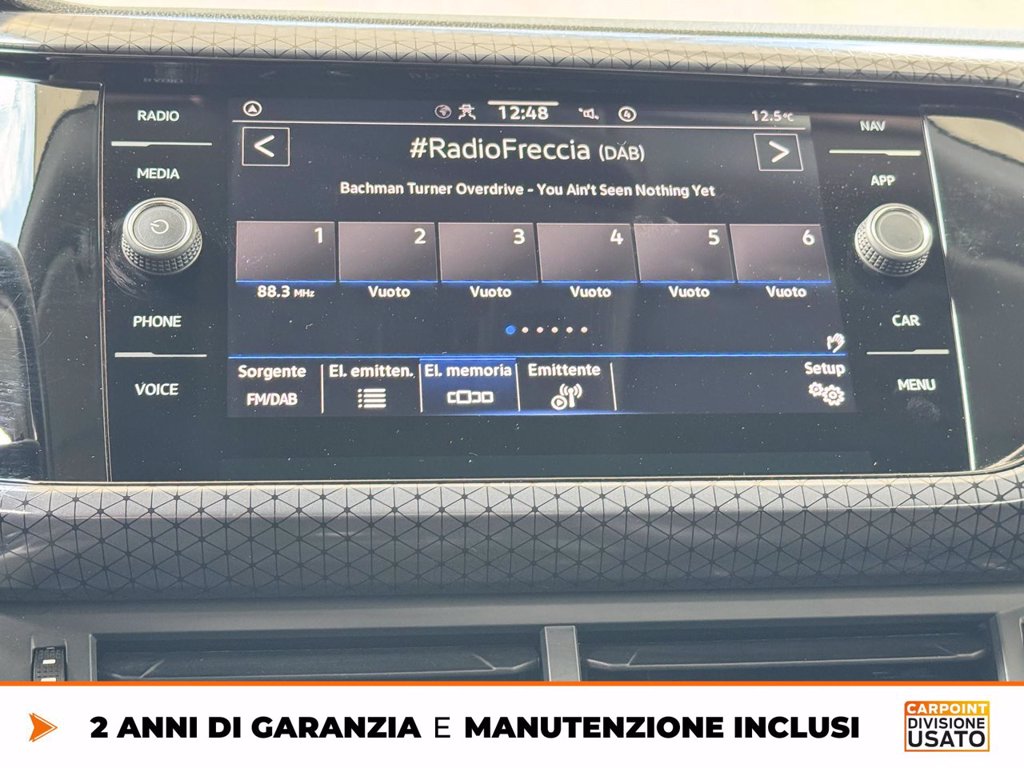 RADIO
MEDIA
PHONE
VOICE
12:48
4
12.5°C
NAV
APP
CAR
MENU
<
#RadioFreccia (DAB)
>
Bachman Turner Overdrive - You Ain't Seen Nothing Yet
1 2 3 4 5 6
88.3 MHz Vuoto Vuoto Vuoto Vuoto Vuoto
Sorgente El. emitten. El. memoria Emittente Setup
FM/DAB
2 ANNI DI GARANZIA E MANUTENZIONE INCLUSI
CARPOINT
DIVISIONE
USATO